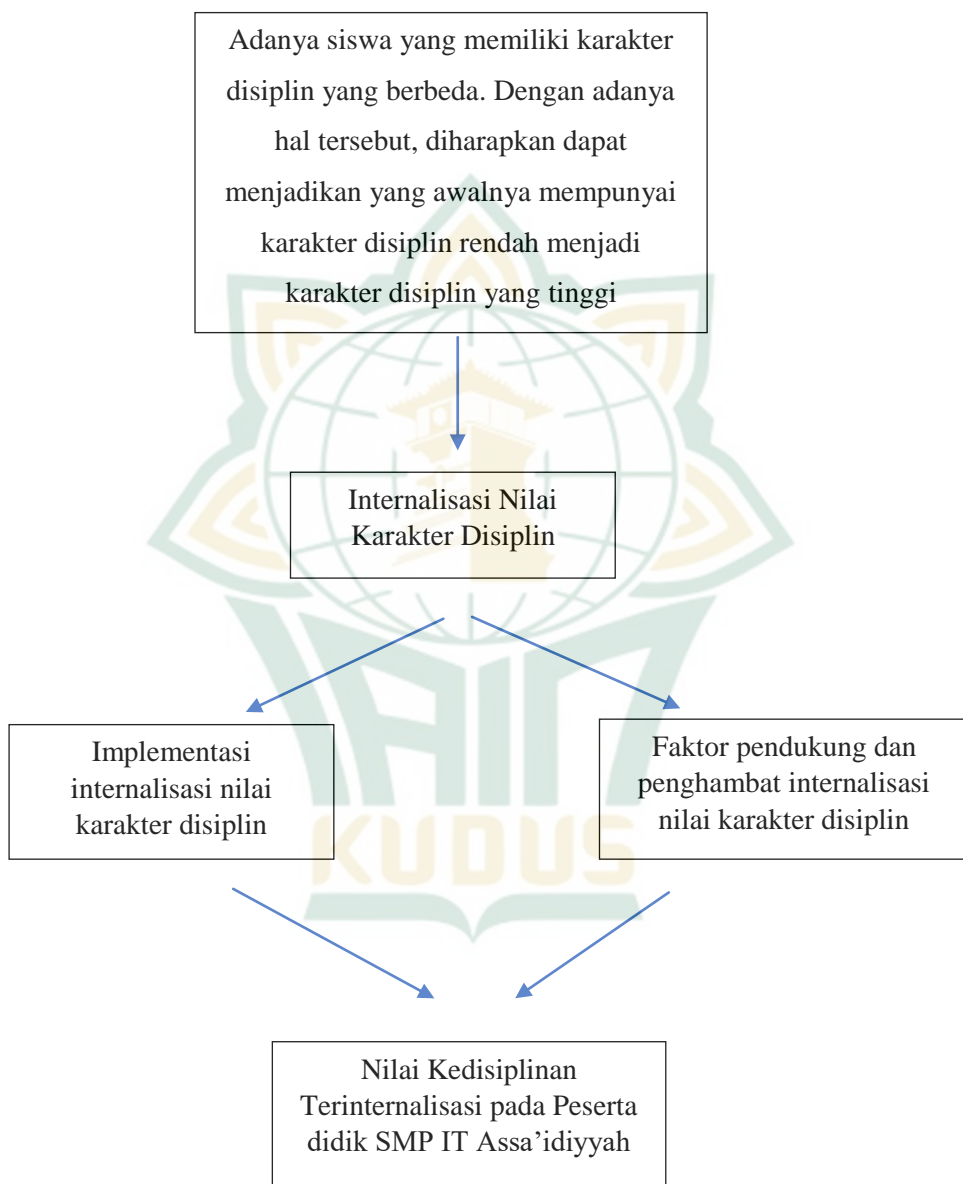 Adanya siswa yang memiliki karakter
disiplin yang berbeda. Dengan adanya
hal tersebut, diharapkan dapat
menjadikan yang awalnya mempunyai
karakter disiplin rendah menjadi
karakter disiplin yang tinggi
Internalisasi Nilai
Karakter Disiplin
Implementasi
internalisasi nilai
karakter disiplin
Faktor pendukung dan
penghambat internalisasi
nilai karakter disiplin
IAIN
KUDUS
Nilai Kedisiplinan
Terinternalisasi pada Peserta
didik SMP IT Assa’idiyyah